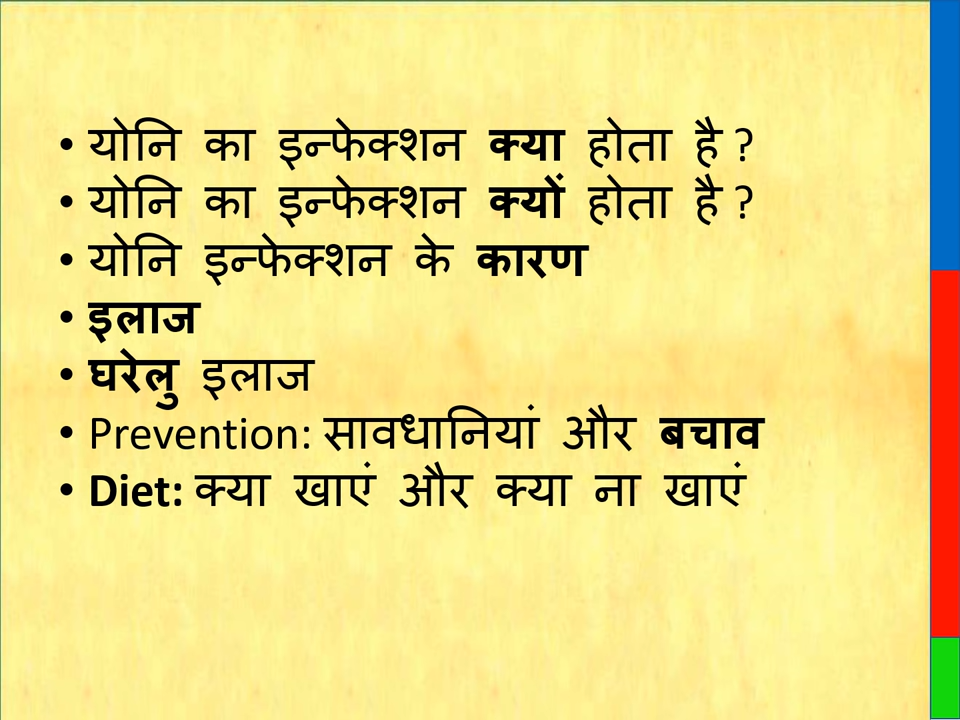 • योनि का इन्फेक्शन क्या होता है ?
• योनि का इन्फेक्शन क्यों होता है ?
• योनि इन्फेक्शन के कारण
• इलाज
• घरेलु इलाज
• Prevention: सावधानियां और बचाव
• Diet: क्या खाएं और क्या ना खाएं